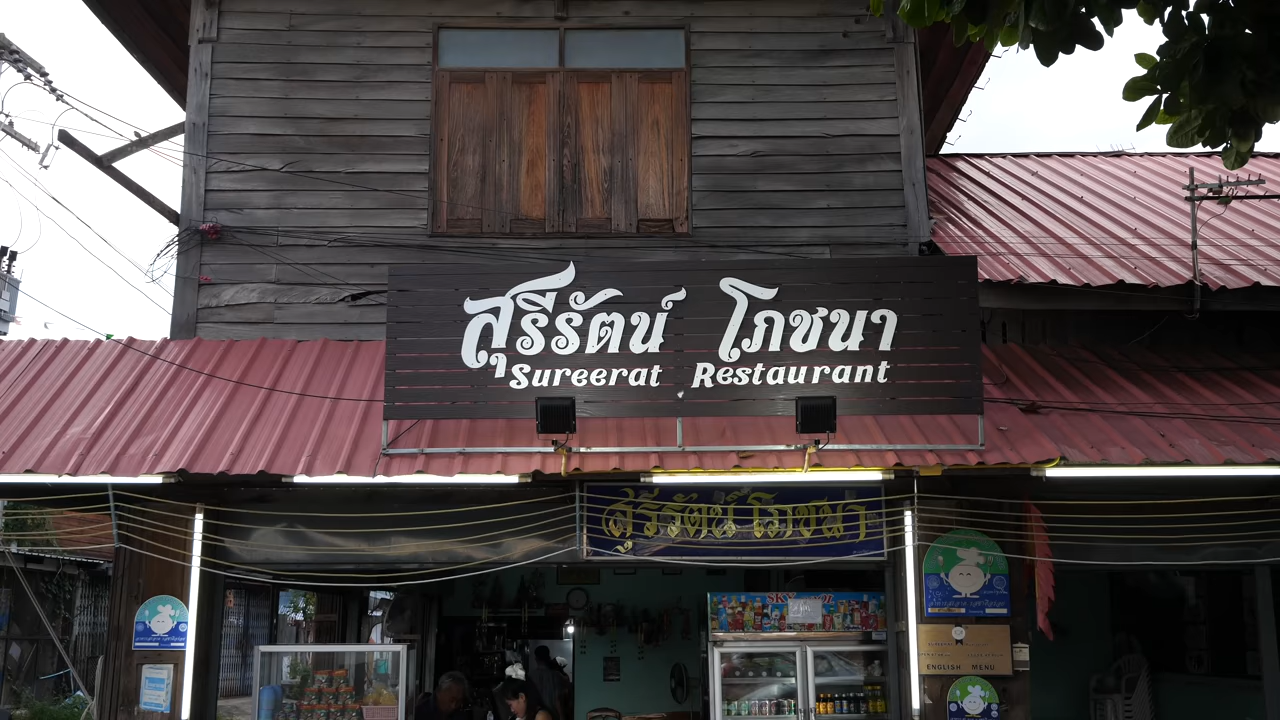 สุรีรัตน์ โภชนา
Sureerat Restaurant
สุรีรัตน์ โภชนา
SKY
ENGLISH MENU